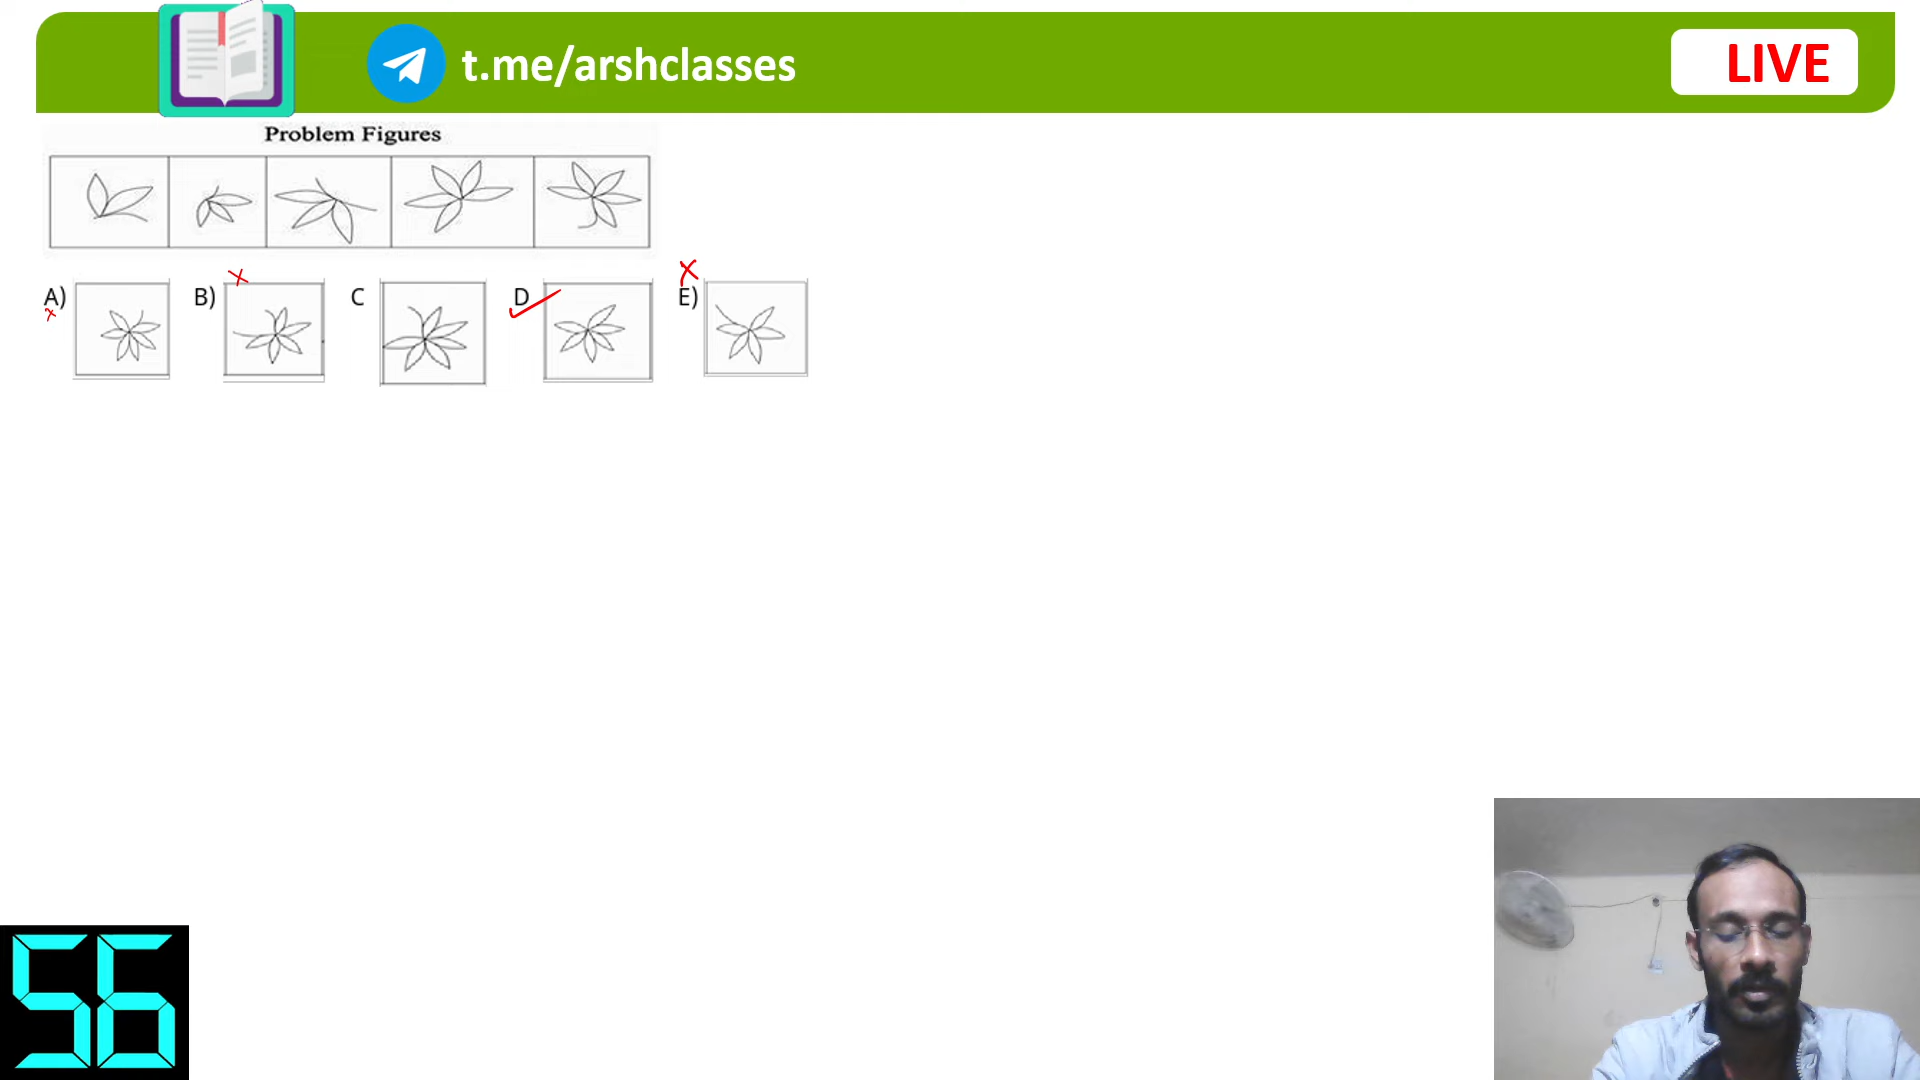 t.me/arshclasses
LIVE
Problem Figures
A) B) C D E)
56